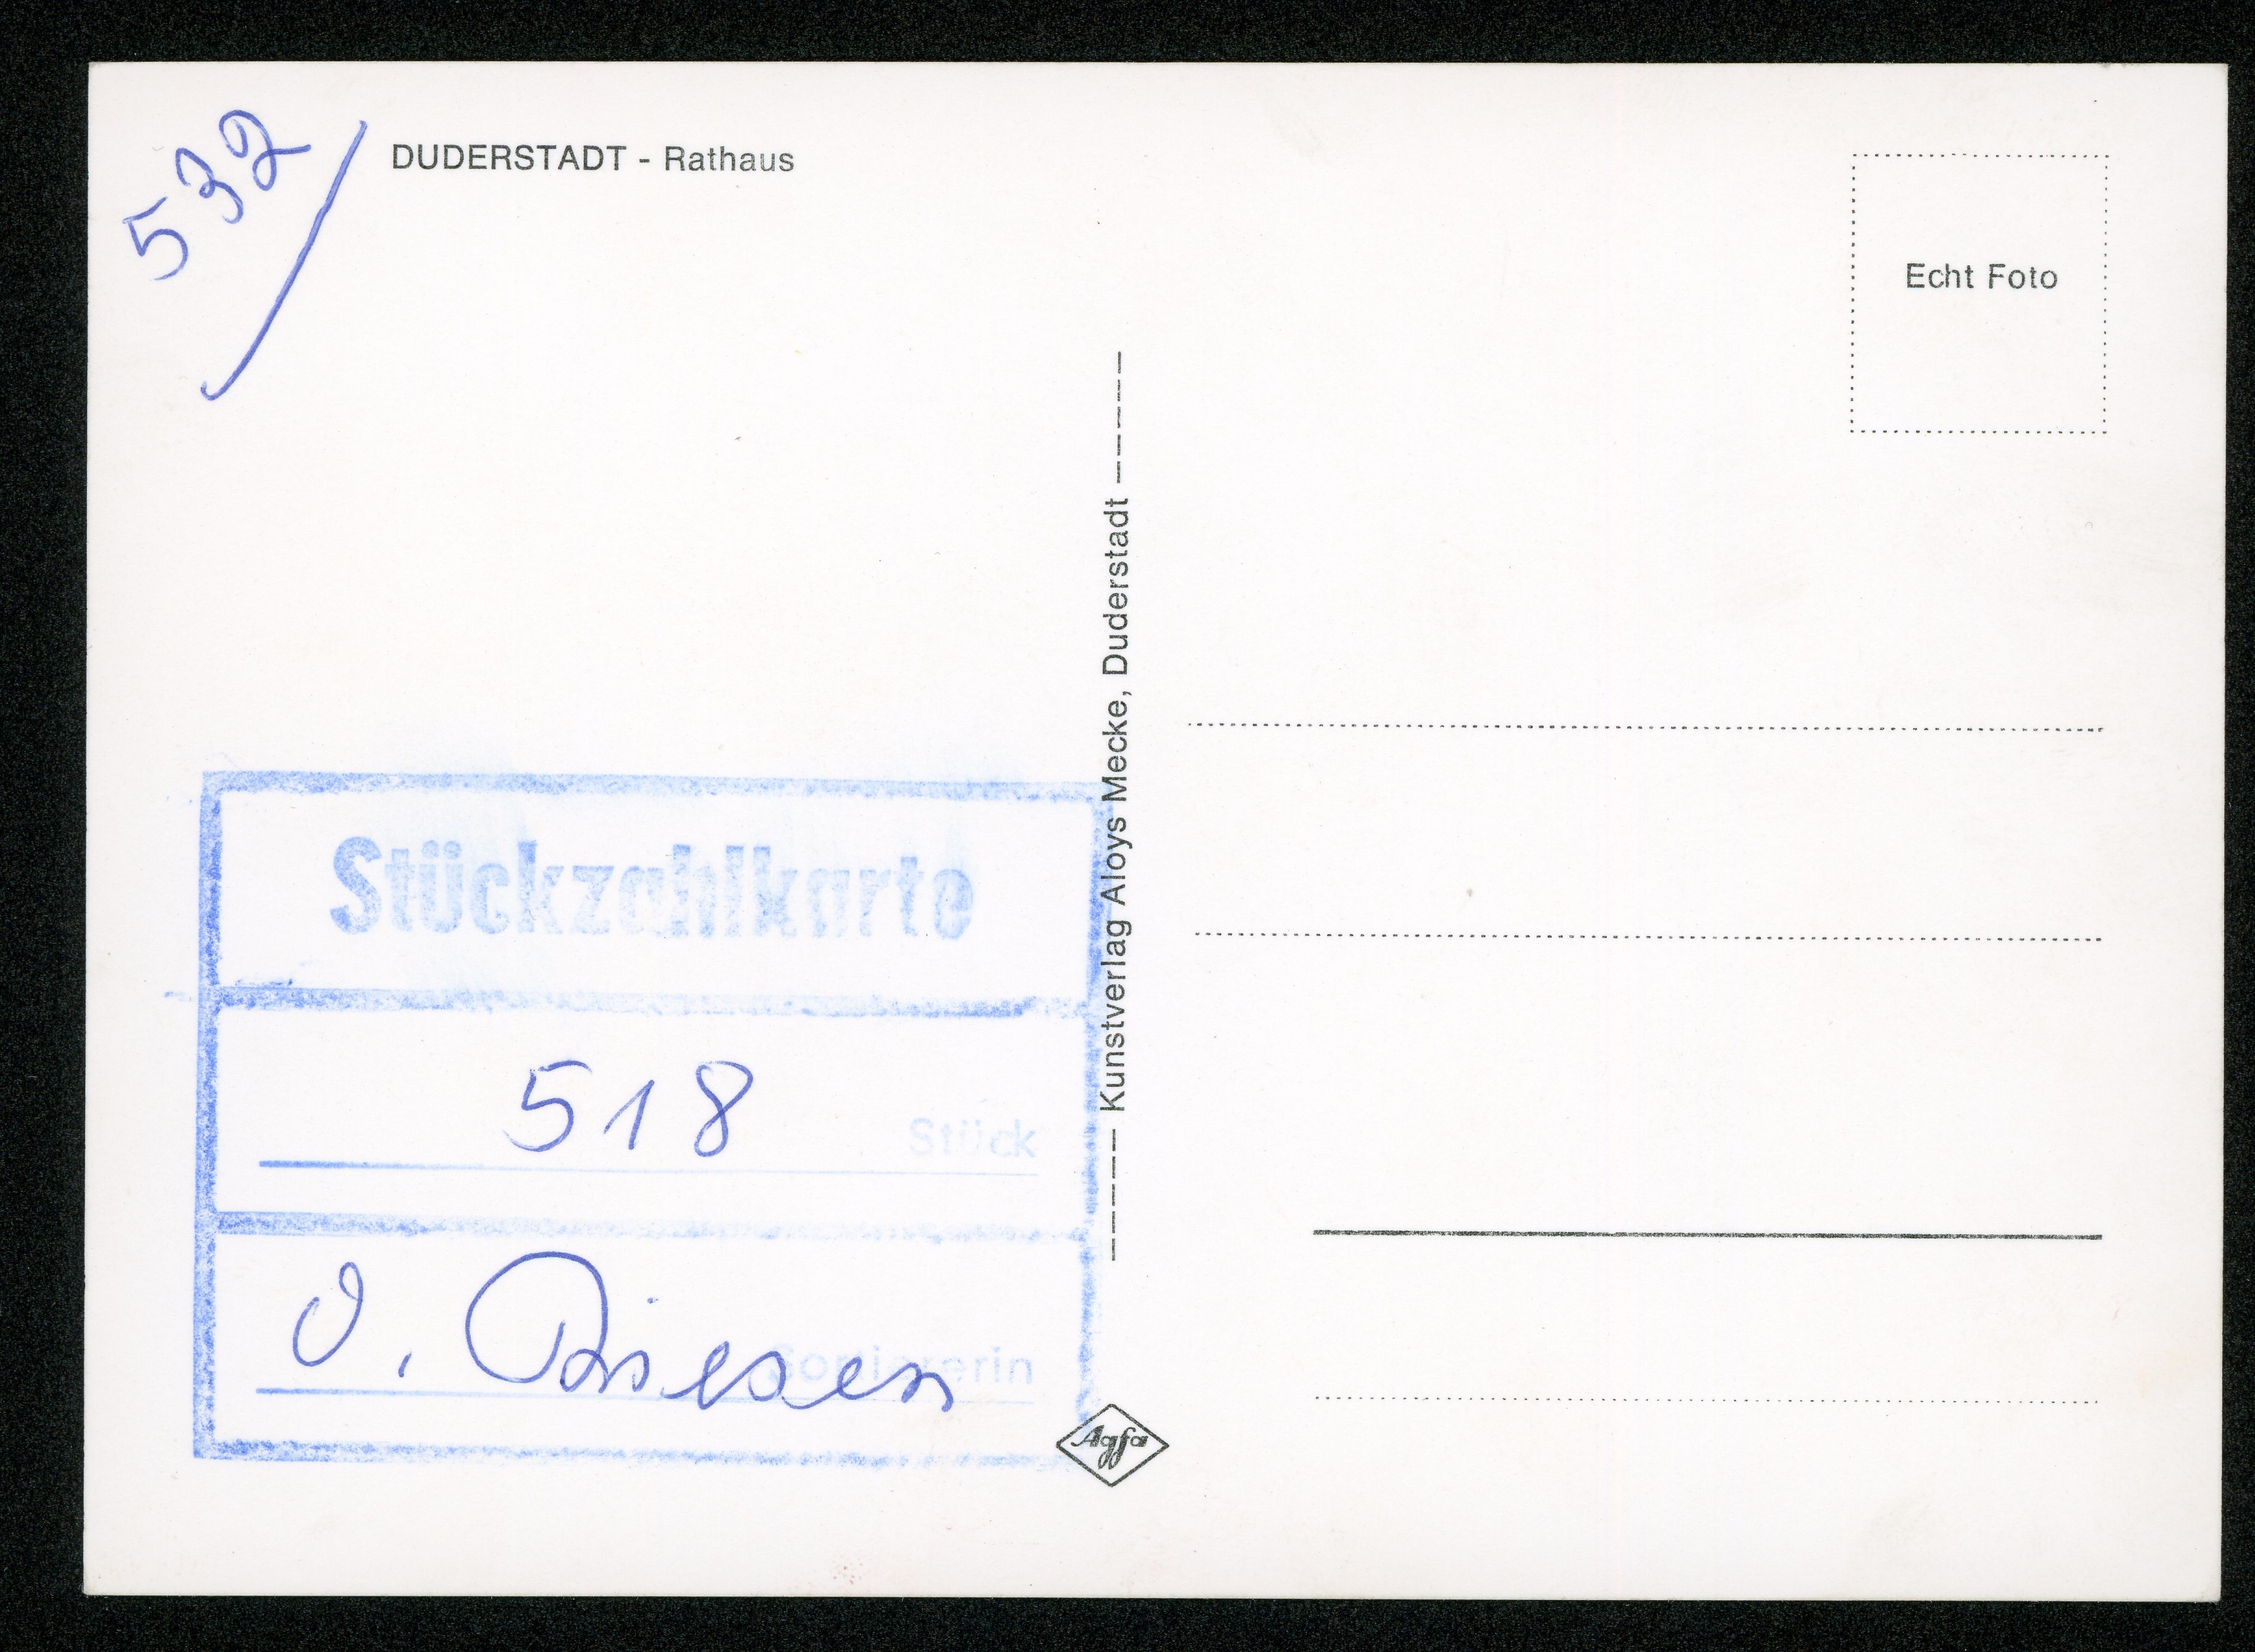 532
DUDERSTADT - Rathaus
Echt Foto
Kunstverlag Aloys Mecke, Duderstadt
Stückzahlkarte
518 Stück
Sortiererin
Agfa